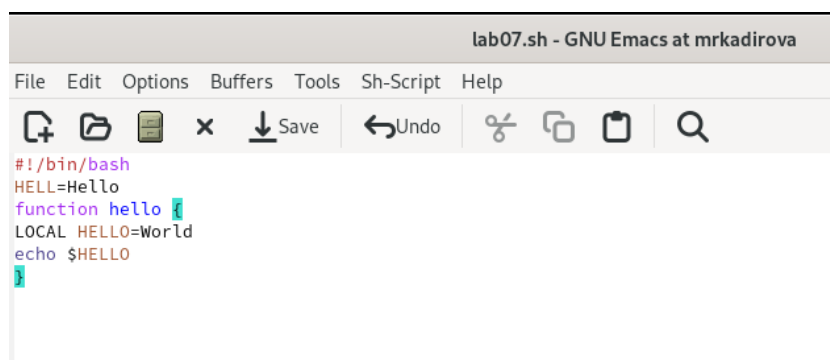 lab07.sh - GNU Emacs at mrkadirova
File Edit Options Buffers Tools Sh-Script Help
Save Undo
#!/bin/bash
HELL=Hello
function hello {
LOCAL HELLO=World
echo $HELLO
}